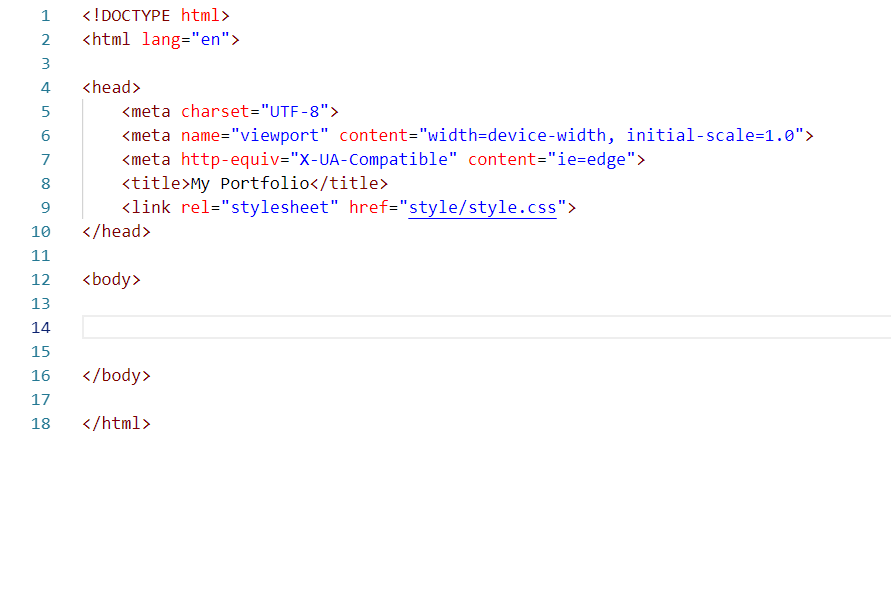 1 <!DOCTYPE html>
2 <html lang="en">
3
4 <head>
5     <meta charset="UTF-8">
6     <meta name="viewport" content="width=device-width, initial-scale=1.0">
7     <meta http-equiv="X-UA-Compatible" content="ie=edge">
8     <title>My Portfolio</title>
9     <link rel="stylesheet" href="style/style.css">
10 </head>
11
12 <body>
13
14
15
16 </body>
17
18 </html>